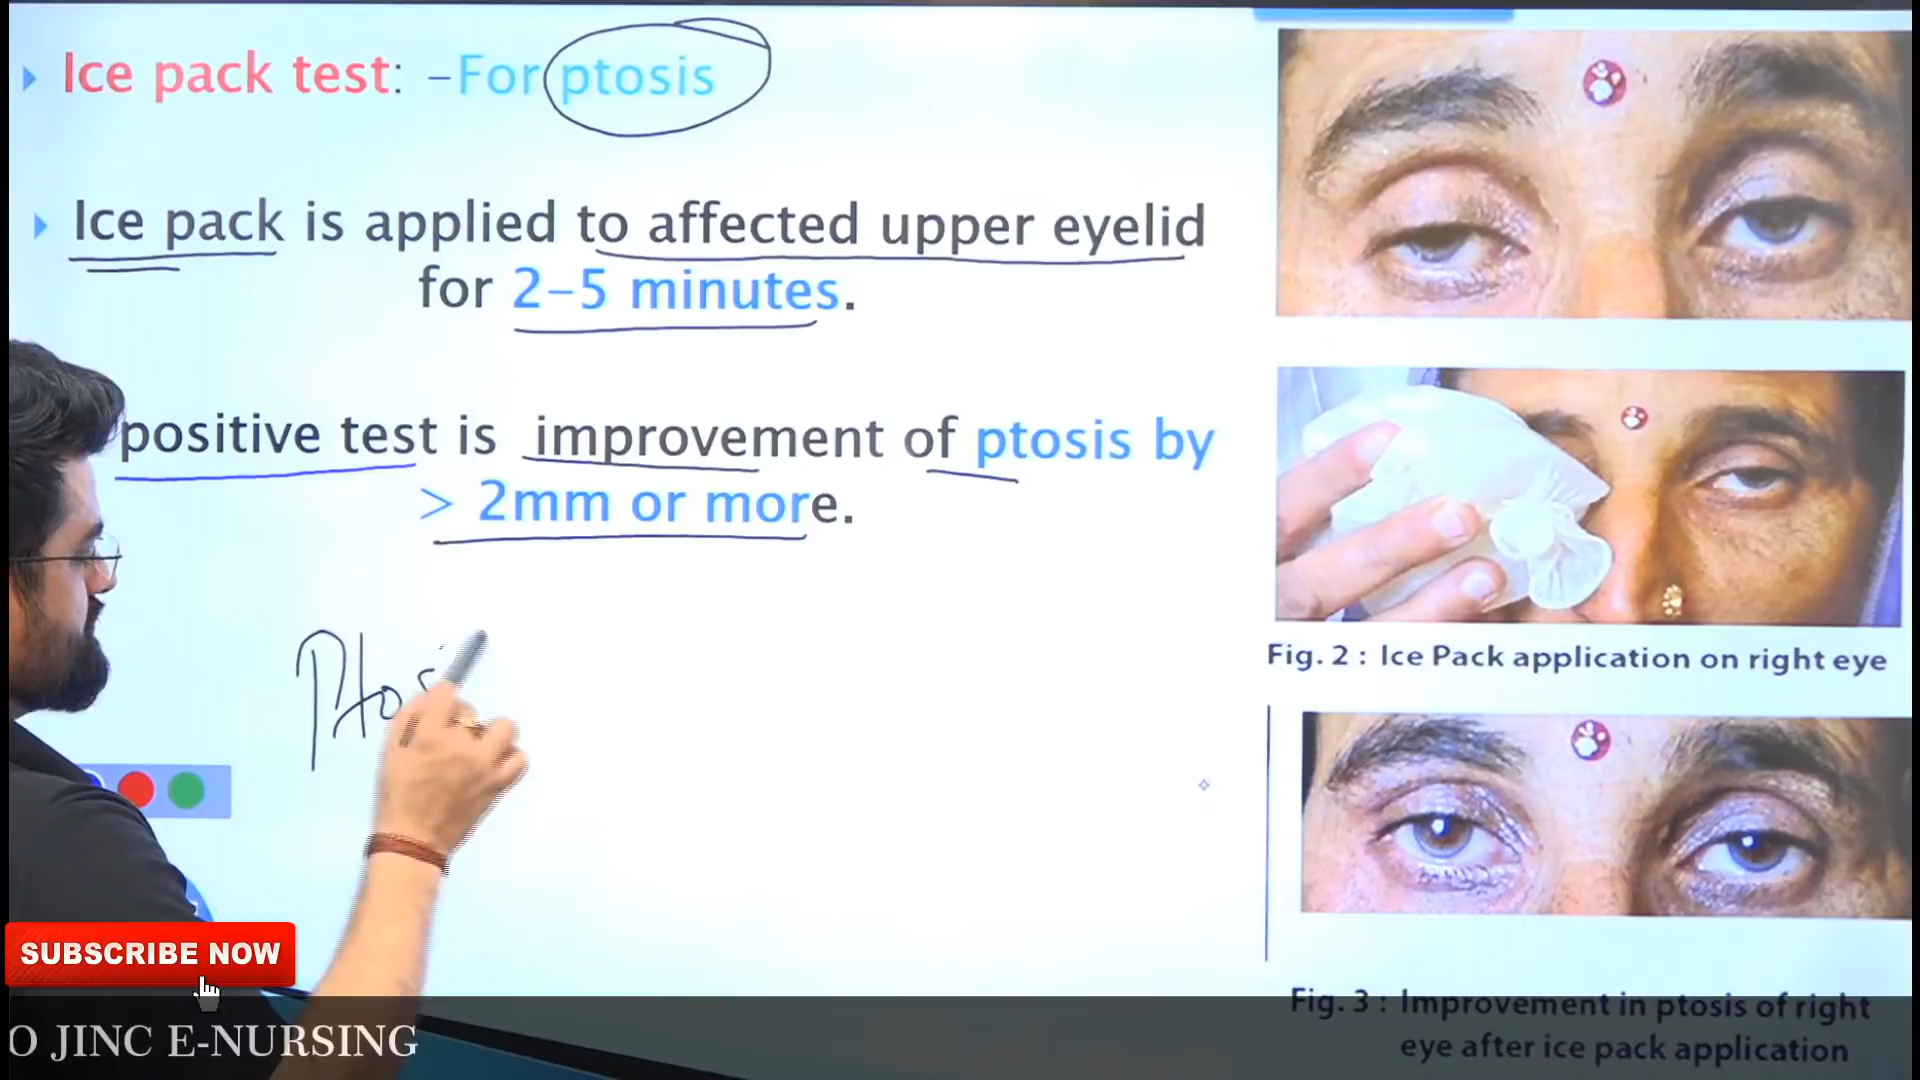 Ice pack test: -For ptosis
Ice pack is applied to affected upper eyelid
for 2-5 minutes.
positive test is improvement of ptosis by
> 2mm or more.
Fig. 2 : Ice Pack application on right eye
Fig. 3 : Improvement in ptosis of right
eye after ice pack application
SUBSCRIBE NOW
O JINC E-NURSING